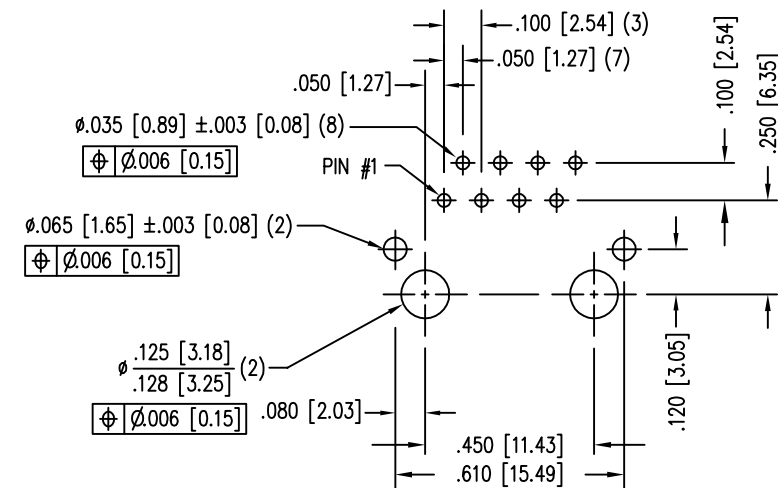 .100 [2.54] (3)
.050 [1.27] (7)
.050 [1.27]
.100 [2.54]
.250 [6.35]
⌀.035 [0.89] ±.003 [0.08] (8)
⌖ ⌀.006 [0.15]
PIN #1
⌀.065 [1.65] ±.003 [0.08] (2)
⌖ ⌀.006 [0.15]
⌀ .125 [3.18]
.128 [3.25] (2)
⌖ ⌀.006 [0.15]
.080 [2.03]
.120 [3.05]
.450 [11.43]
.610 [15.49]